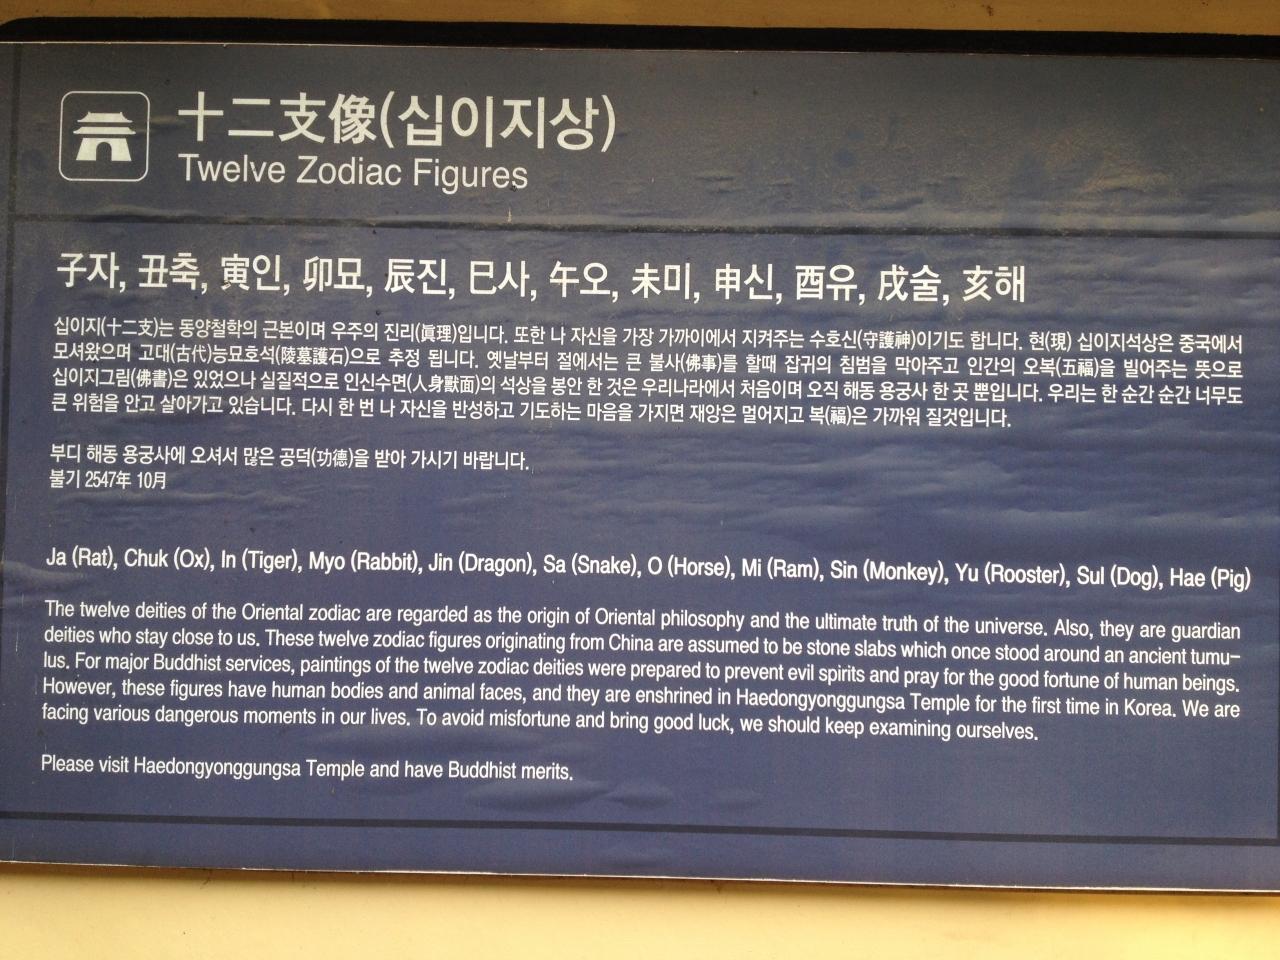 十二支像(십이지상)
Twelve Zodiac Figures
子자, 丑축, 寅인, 卯묘, 辰진, 巳사, 午오, 未미, 申신, 酉유, 戌술, 亥해
십이지(十二支)는 동양철학의 근본이며 우주의 진리(眞理)입니다. 또한 나 자신을 가장 가까이에서 지켜주는 수호신(守護神)이기도 합니다. 현(現) 십이지석상은 중국에서
모셔왔으며 고대(古代)능묘호석(陵墓護石)으로 추정 됩니다. 옛날부터 절에서는 큰 불사(佛事)를 할때 잡귀의 침범을 막아주고 인간의 오복(五福)을 빌어주는 뜻으로
십이지그림(佛書)은 있었으나 실질적으로 인신수면(人身獸面)의 석상을 봉안 한 것은 우리나라에서 처음이며 오직 해동 용궁사 한 곳 뿐입니다. 우리는 한 순간 순간 너무도
큰 위험을 안고 살아가고 있습니다. 다시 한 번 나 자신을 반성하고 기도하는 마음을 가지면 재앙은 멀어지고 복(福)은 가까워 질것입니다.
부디 해동 용궁사에 오셔서 많은 공덕(功德)을 받아 가시기 바랍니다.
불기 2547年 10月
Ja (Rat), Chuk (Ox), In (Tiger), Myo (Rabbit), Jin (Dragon), Sa (Snake), O (Horse), Mi (Ram), Sin (Monkey), Yu (Rooster), Sul (Dog), Hae (Pig)
The twelve deities of the Oriental zodiac are regarded as the origin of Oriental philosophy and the ultimate truth of the universe. Also, they are guardian
deities who stay close to us. These twelve zodiac figures originating from China are assumed to be stone slabs which once stood around an ancient tumu-
lus. For major Buddhist services, paintings of the twelve zodiac deities were prepared to prevent evil spirits and pray for the good fortune of human beings.
However, these figures have human bodies and animal faces, and they are enshrined in Haedongyonggungsa Temple for the first time in Korea. We are
facing various dangerous moments in our lives. To avoid misfortune and bring good luck, we should keep examining ourselves.
Please visit Haedongyonggungsa Temple and have Buddhist merits.